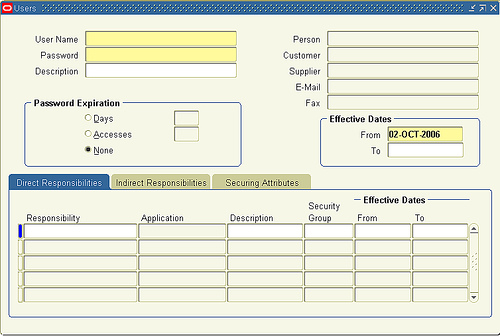 Users
User Name
Password
Description
Person
Customer
Supplier
E-Mail
Fax
Password Expiration
Days
Accesses
None
Effective Dates
From 02-OCT-2006
To
Direct Responsibilities Indirect Responsibilities Securing Attributes
Effective Dates
Responsibility Application Description Security Group From To